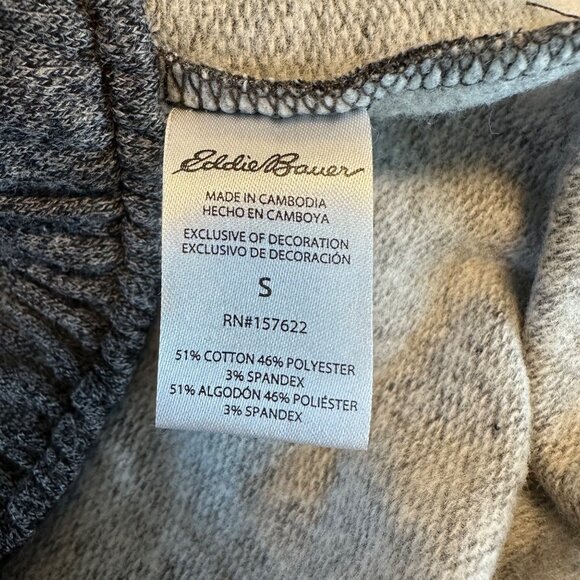 Eddie Bauer
MADE IN CAMBODIA
HECHO EN CAMBOYA
EXCLUSIVE OF DECORATION
EXCLUSIVO DE DECORACIÓN
S
RN#157622
51% COTTON 46% POLYESTER
3% SPANDEX
51% ALGODÓN 46% POLIÉSTER
3% SPANDEX